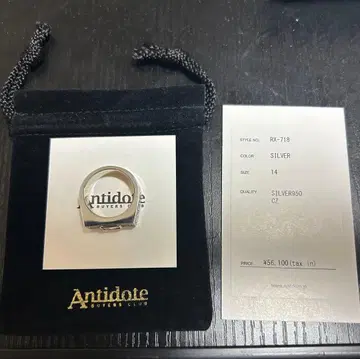 Antidote
BUYERS CLUB
Antidote
BUYERS CLUB
STYLE NO. RX-718
COLOR SILVER
SIZE 14
QUALITY SILVER950
CZ
PRICE ¥56,100(tax in)